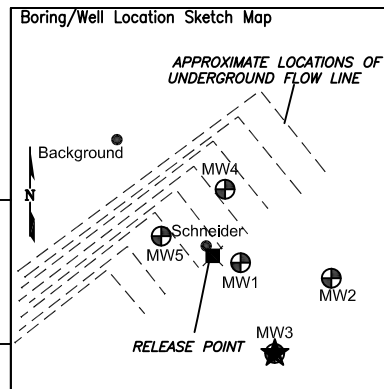 Boring/Well Location Sketch Map
APPROXIMATE LOCATIONS OF
UNDERGROUND FLOW LINE
Background
N
MW4
Schneider
MW5
MW1
MW2
RELEASE POINT
MW3